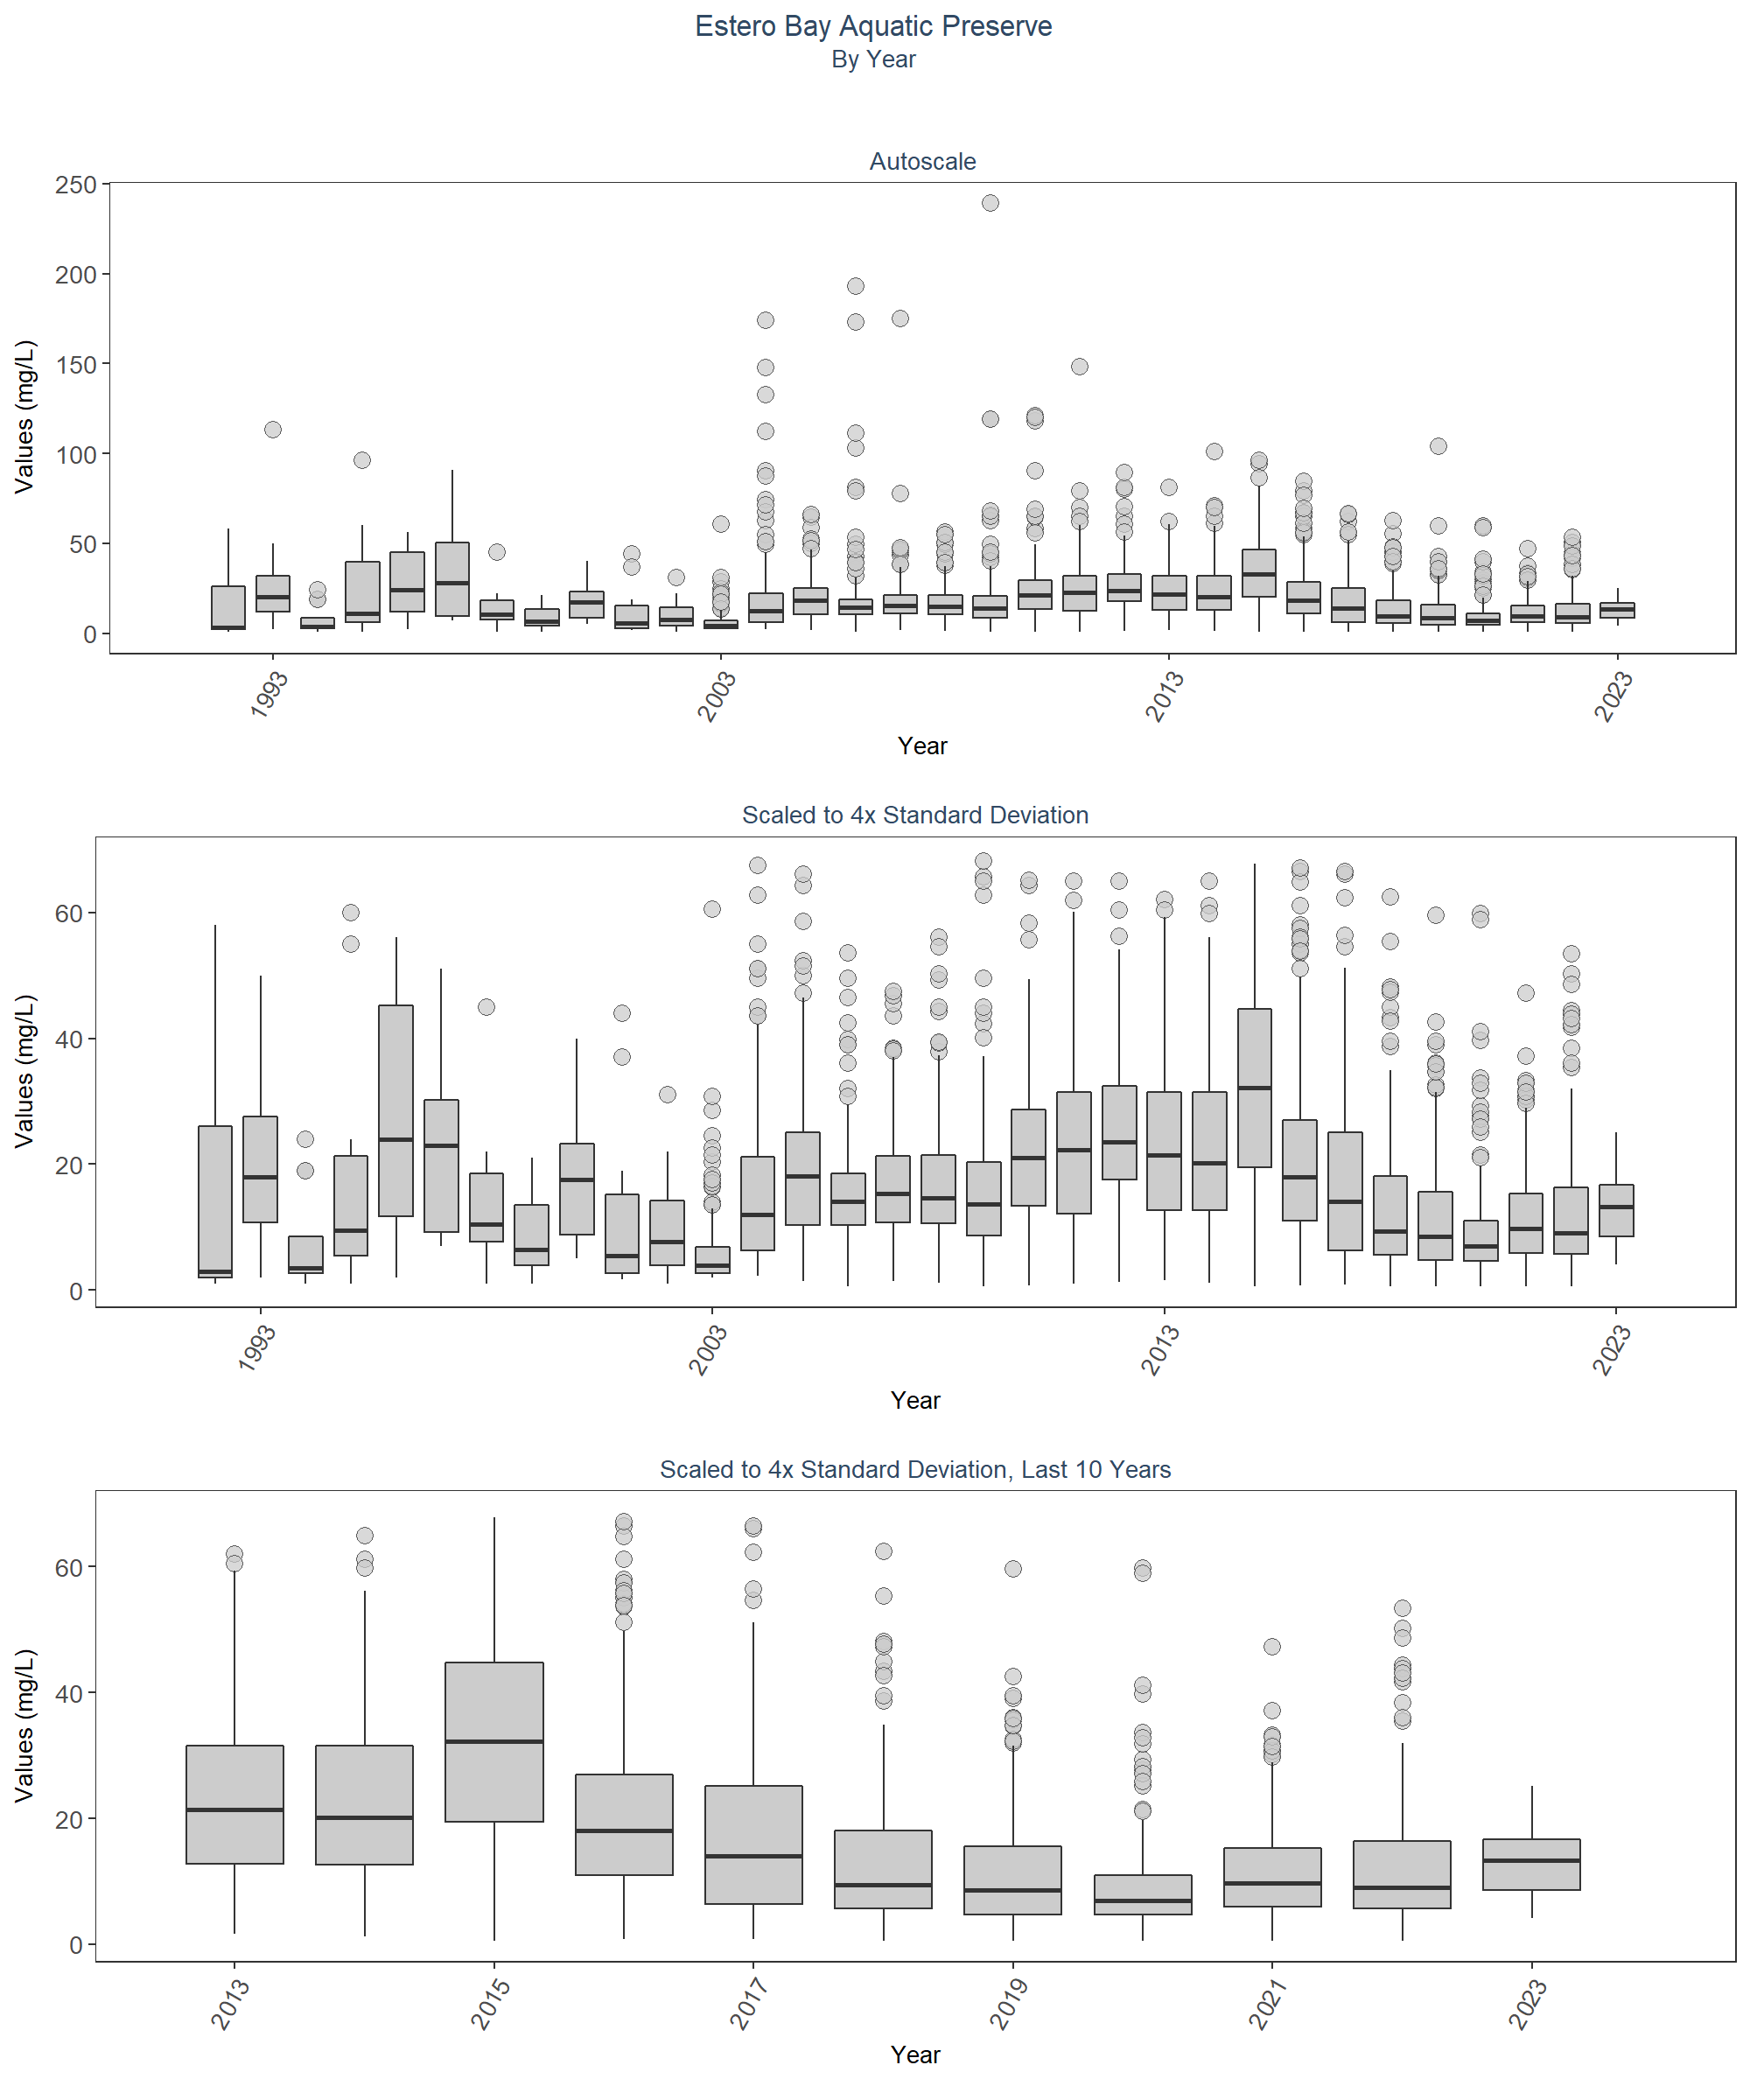 Estero Bay Aquatic Preserve
By Year
Autoscale
Values (mg/L)
250
200
150
100
50
0
1993
2003
2013
2023
Year
Scaled to 4x Standard Deviation
Values (mg/L)
60
40
20
0
1993
2003
2013
2023
Year
Scaled to 4x Standard Deviation, Last 10 Years
Values (mg/L)
60
40
20
0
2013
2015
2017
2019
2021
2023
Year